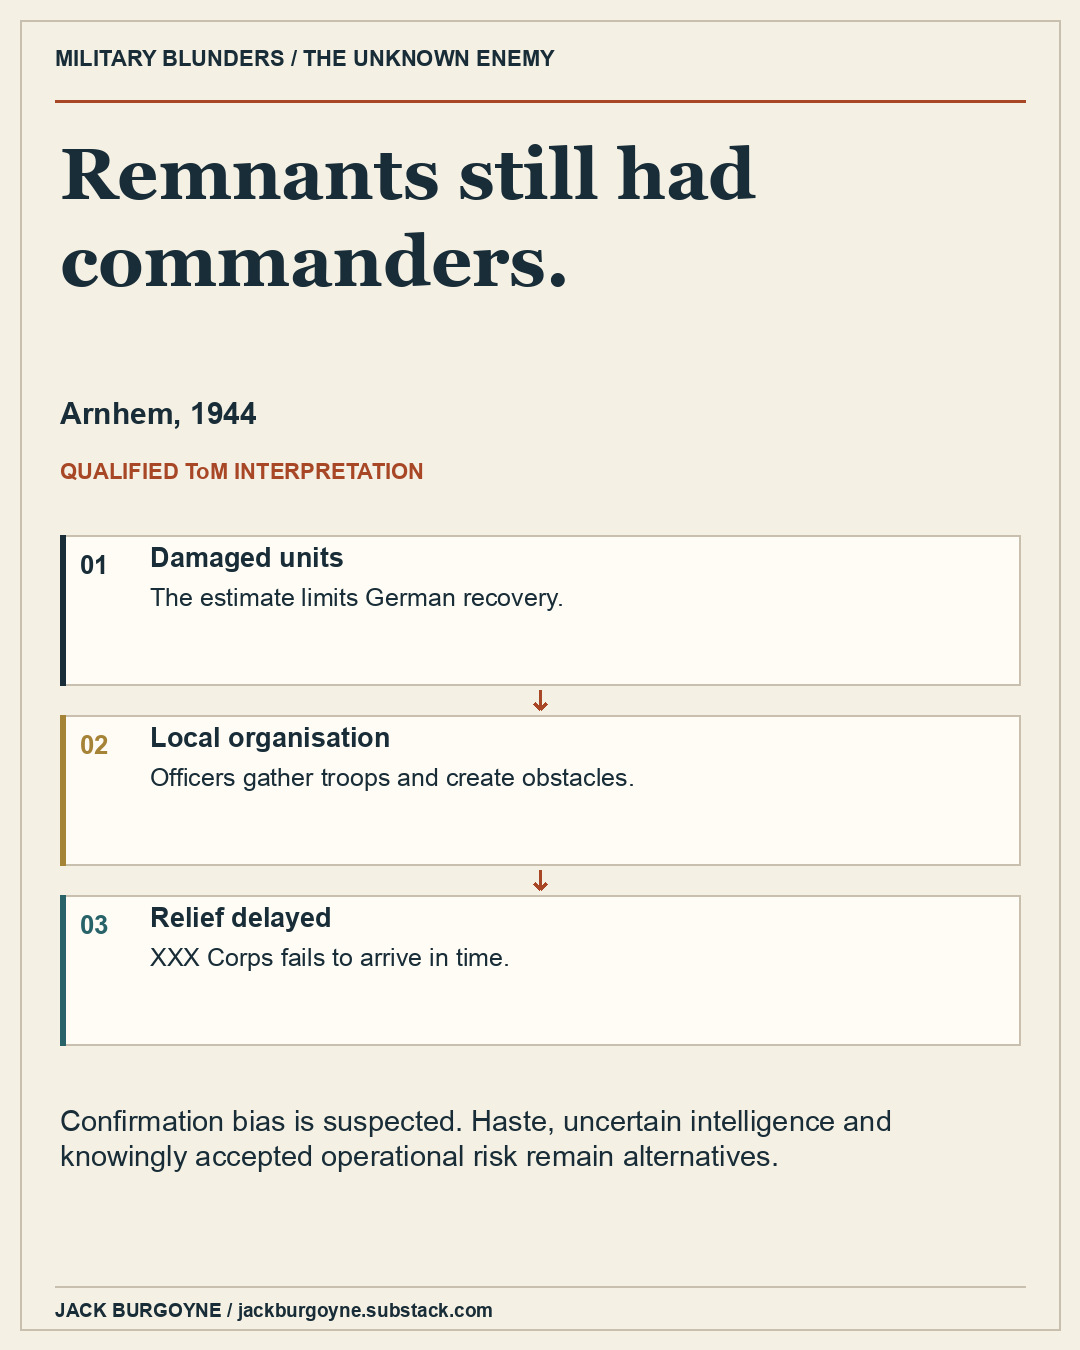 MILITARY BLUNDERS / THE UNKNOWN ENEMY
Remnants still had
commanders.
Arnhem, 1944
QUALIFIED ToM INTERPRETATION
01
Damaged units
The estimate limits German recovery.
↓
02
Local organisation
Officers gather troops and create obstacles.
↓
03
Relief delayed
XXX Corps fails to arrive in time.
Confirmation bias is suspected. Haste, uncertain intelligence and
knowingly accepted operational risk remain alternatives.
JACK BURGOYNE / jackburgoyne.substack.com